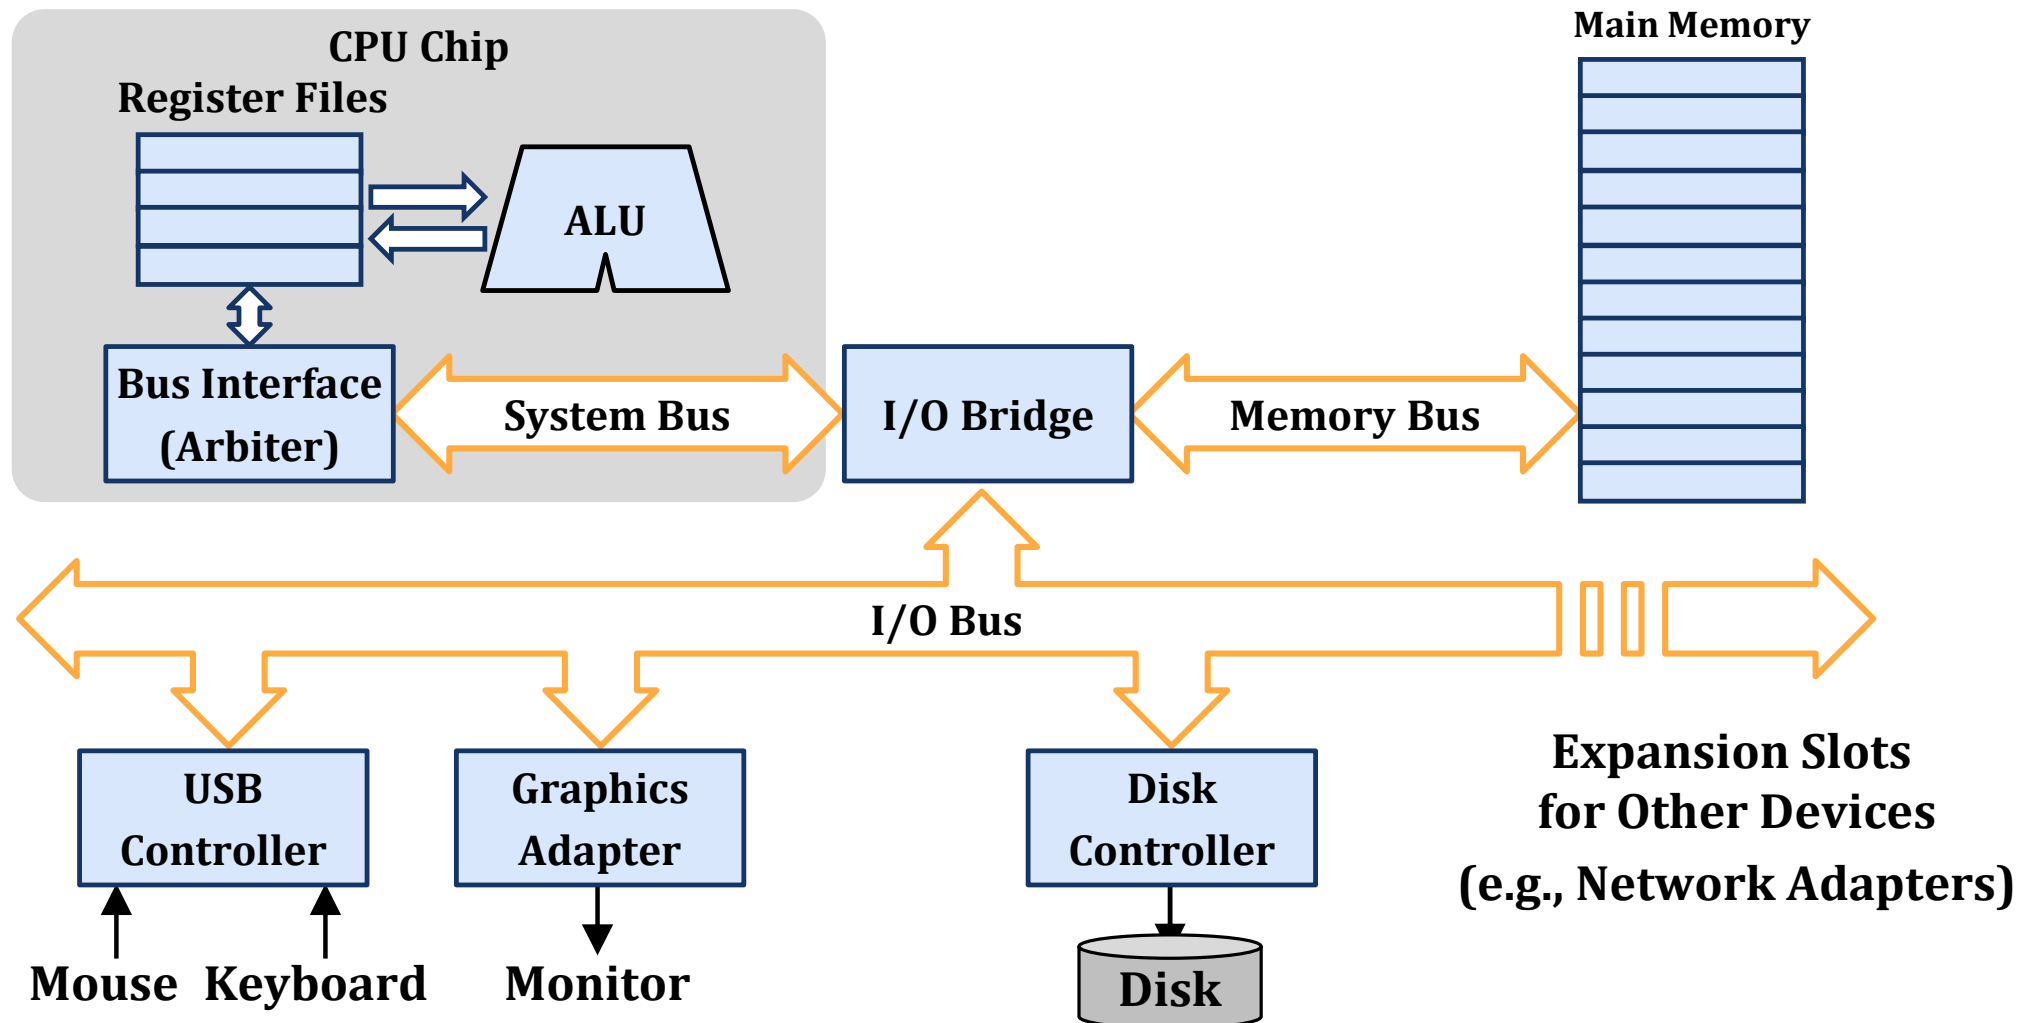 CPU Chip
Main Memory
Register Files
ALU
Bus Interface
(Arbiter)
System Bus
I/O Bridge
Memory Bus
I/O Bus
USB
Controller
Graphics
Adapter
Disk
Controller
Expansion Slots
for Other Devices
(e.g., Network Adapters)
Mouse
Keyboard
Monitor
Disk